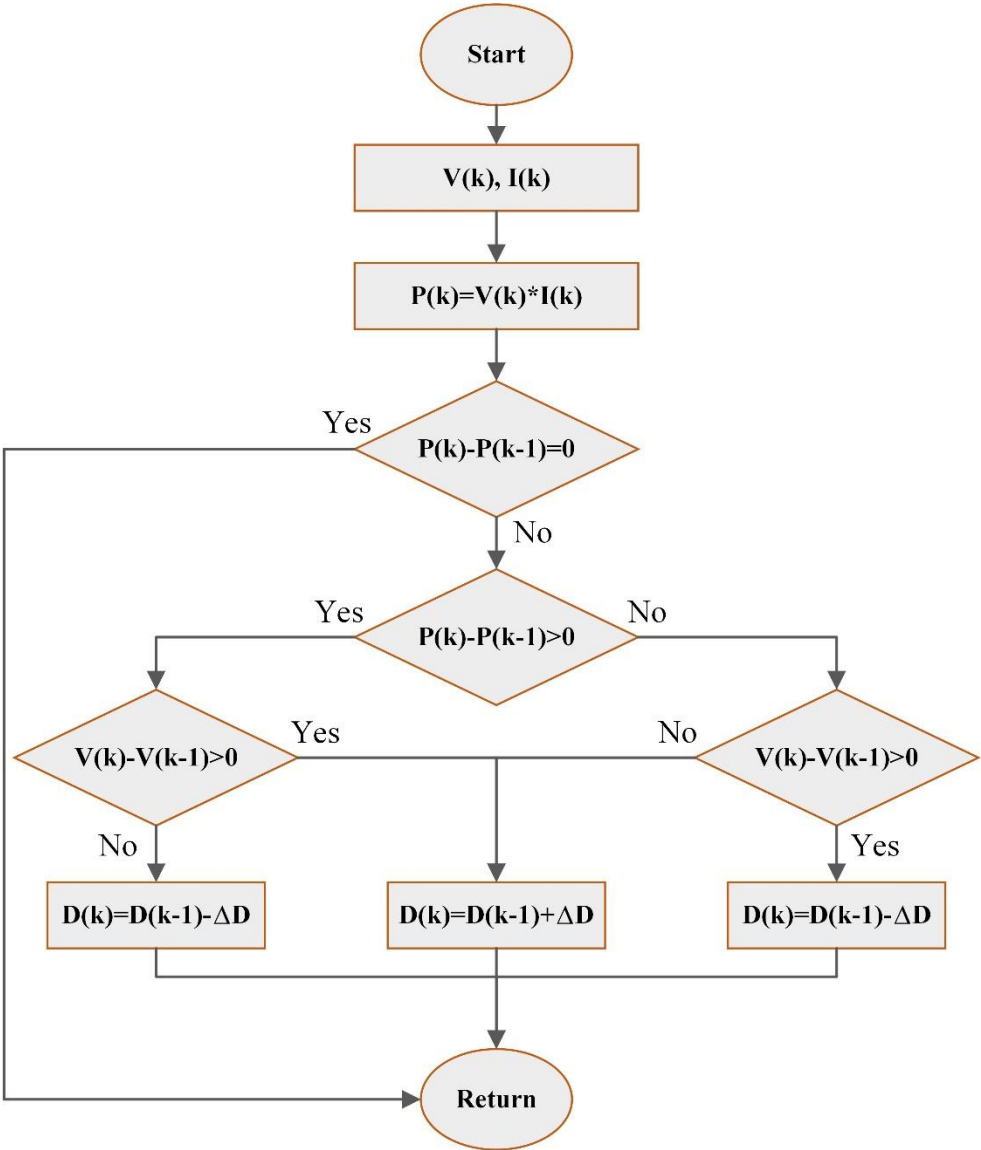 Start
V(k), I(k)
P(k)=V(k)*I(k)
Yes
P(k)-P(k-1)=0
No
Yes
P(k)-P(k-1)>0
No
V(k)-V(k-1)>0
Yes
No
V(k)-V(k-1)>0
No
Yes
D(k)=D(k-1)-ΔD
D(k)=D(k-1)+ΔD
D(k)=D(k-1)-ΔD
Return